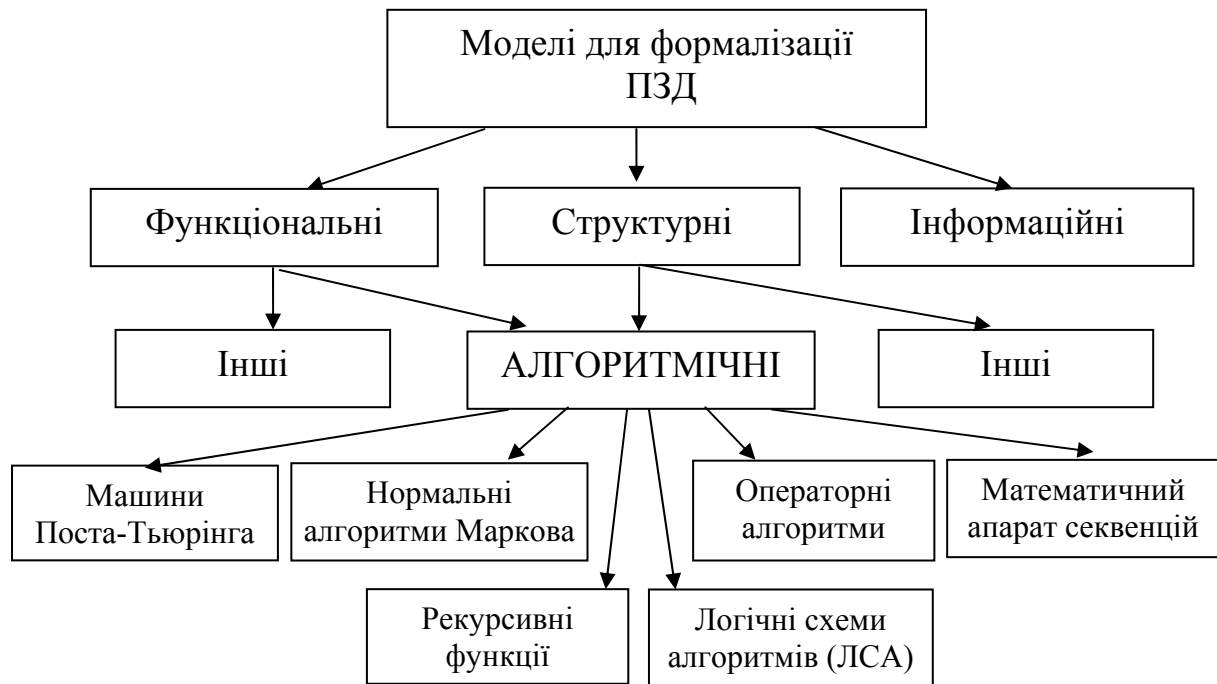 Моделі для формалізації
ПЗД
Функціональні
Структурні
Інформаційні
Інші
АЛГОРИТМІЧНІ
Інші
Машини
Поста-Тьюрінга
Нормальні
алгоритми Маркова
Операторні
алгоритми
Математичний
апарат секвенцій
Рекурсивні
функції
Логічні схеми
алгоритмів (ЛСА)